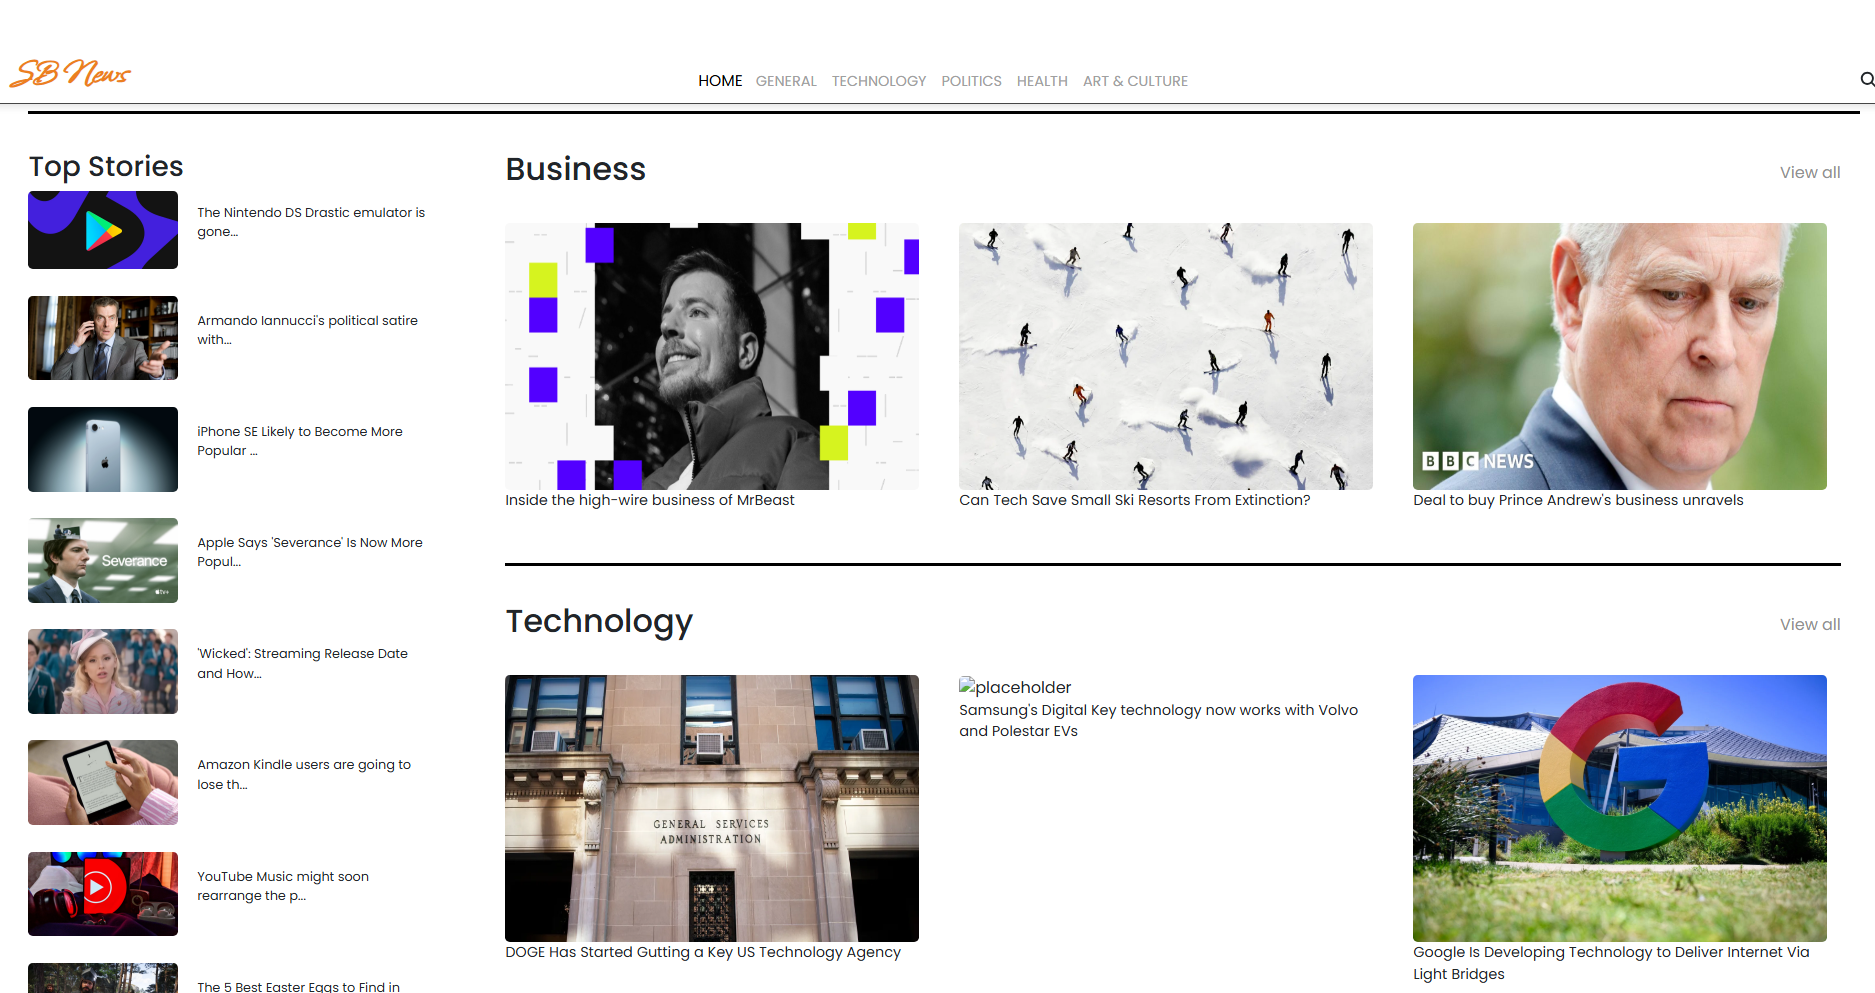 SB News
HOME GENERAL TECHNOLOGY POLITICS HEALTH ART & CULTURE
Top Stories
The Nintendo DS Drastic emulator is
gone...
Armando Iannucci's political satire
with...
iPhone SE Likely to Become More
Popular ...
Severance
tv+
Apple Says 'Severance' Is Now More
Popul...
'Wicked': Streaming Release Date
and How...
Amazon Kindle users are going to
lose th...
YouTube Music might soon
rearrange the p...
The 5 Best Easter Eggs to Find in
Business
View all
Inside the high-wire business of MrBeast
Can Tech Save Small Ski Resorts From Extinction?
BBC NEWS
Deal to buy Prince Andrew's business unravels
Technology
View all
GENERAL SERVICES
ADMINISTRATION
DOGE Has Started Gutting a Key US Technology Agency
placeholder
Samsung's Digital Key technology now works with Volvo
and Polestar EVs
Google Is Developing Technology to Deliver Internet Via
Light Bridges